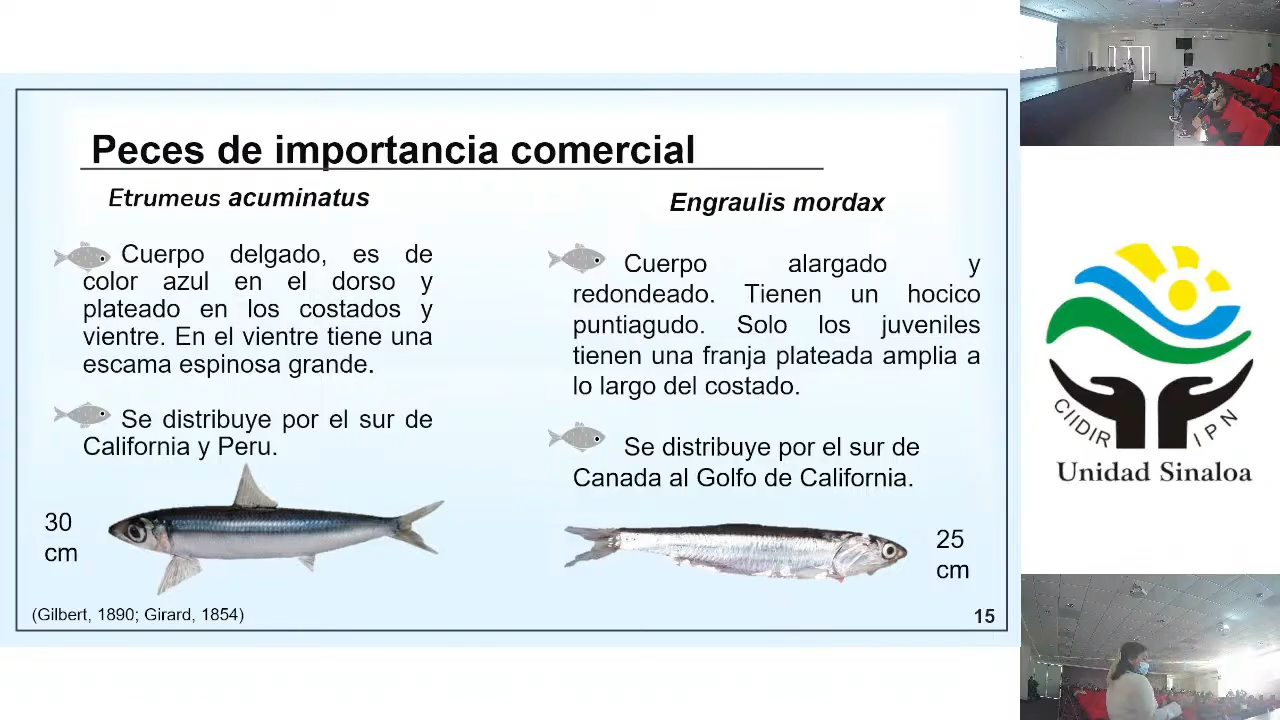 Peces de importancia comercial
Etrumeus acuminatus
Cuerpo delgado, es de
color azul en el dorso y
plateado en los costados y
vientre. En el vientre tiene una
escama espinosa grande.
Se distribuye por el sur de
California y Peru.
30
cm
Engraulis mordax
Cuerpo alargado y
redondeado. Tienen un hocico
puntiagudo. Solo los juveniles
tienen una franja plateada amplia a
lo largo del costado.
Se distribuye por el sur de
Canada al Golfo de California.
25
cm
(Gilbert, 1890; Girard, 1854)
15
CIIDIR IPN
Unidad Sinaloa